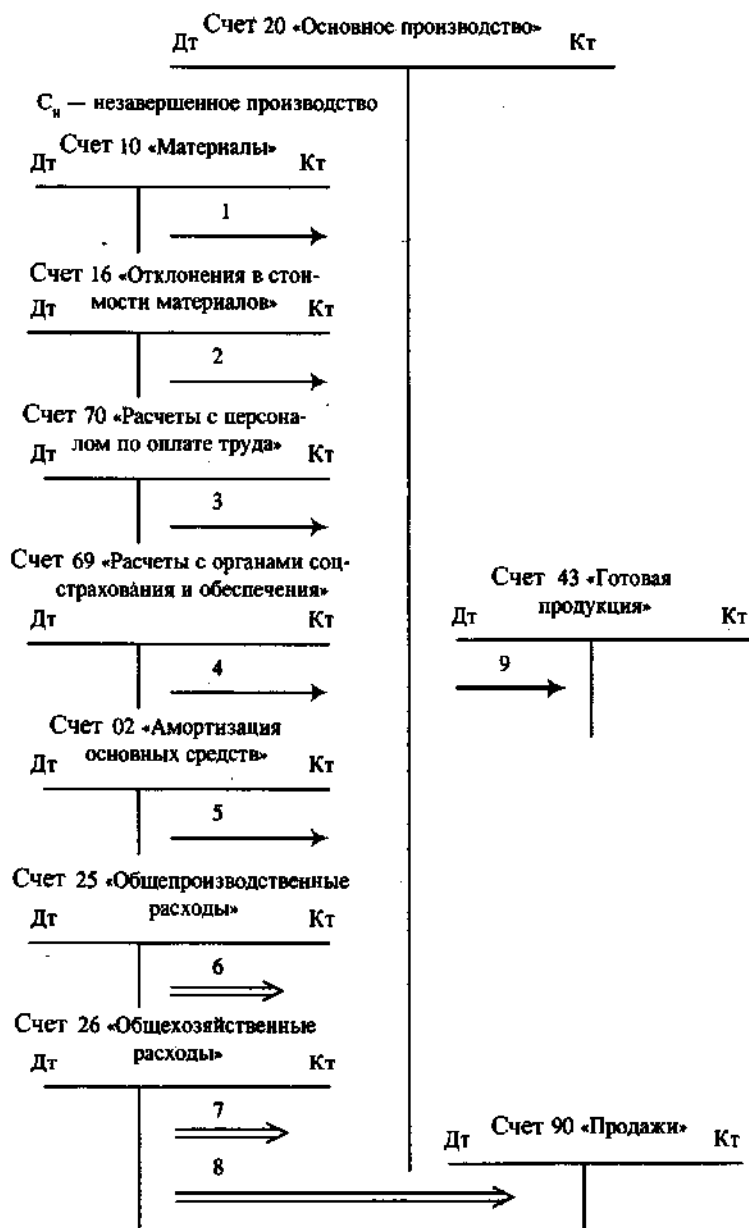 Счет 20 «Основное производство»
Дт Кт
Сн — незавершенное производство
Счет 10 «Материалы»
Дт Кт
1
Счет 16 «Отклонения в стои-
мости материалов»
Дт Кт
2
Счет 70 «Расчеты с персона-
лом по оплате труда»
Дт Кт
3
Счет 69 «Расчеты с органами соц-
страхования и обеспечения»
Дт Кт
4
Счет 43 «Готовая
продукция»
Дт Кт
9
Счет 02 «Амортизация
основных средств»
Дт Кт
5
Счет 25 «Общепроизводственные
расходы»
Дт Кт
6
Счет 26 «Общехозяйственные
расходы»
Дт Кт
7
8
Счет 90 «Продажи»
Дт Кт